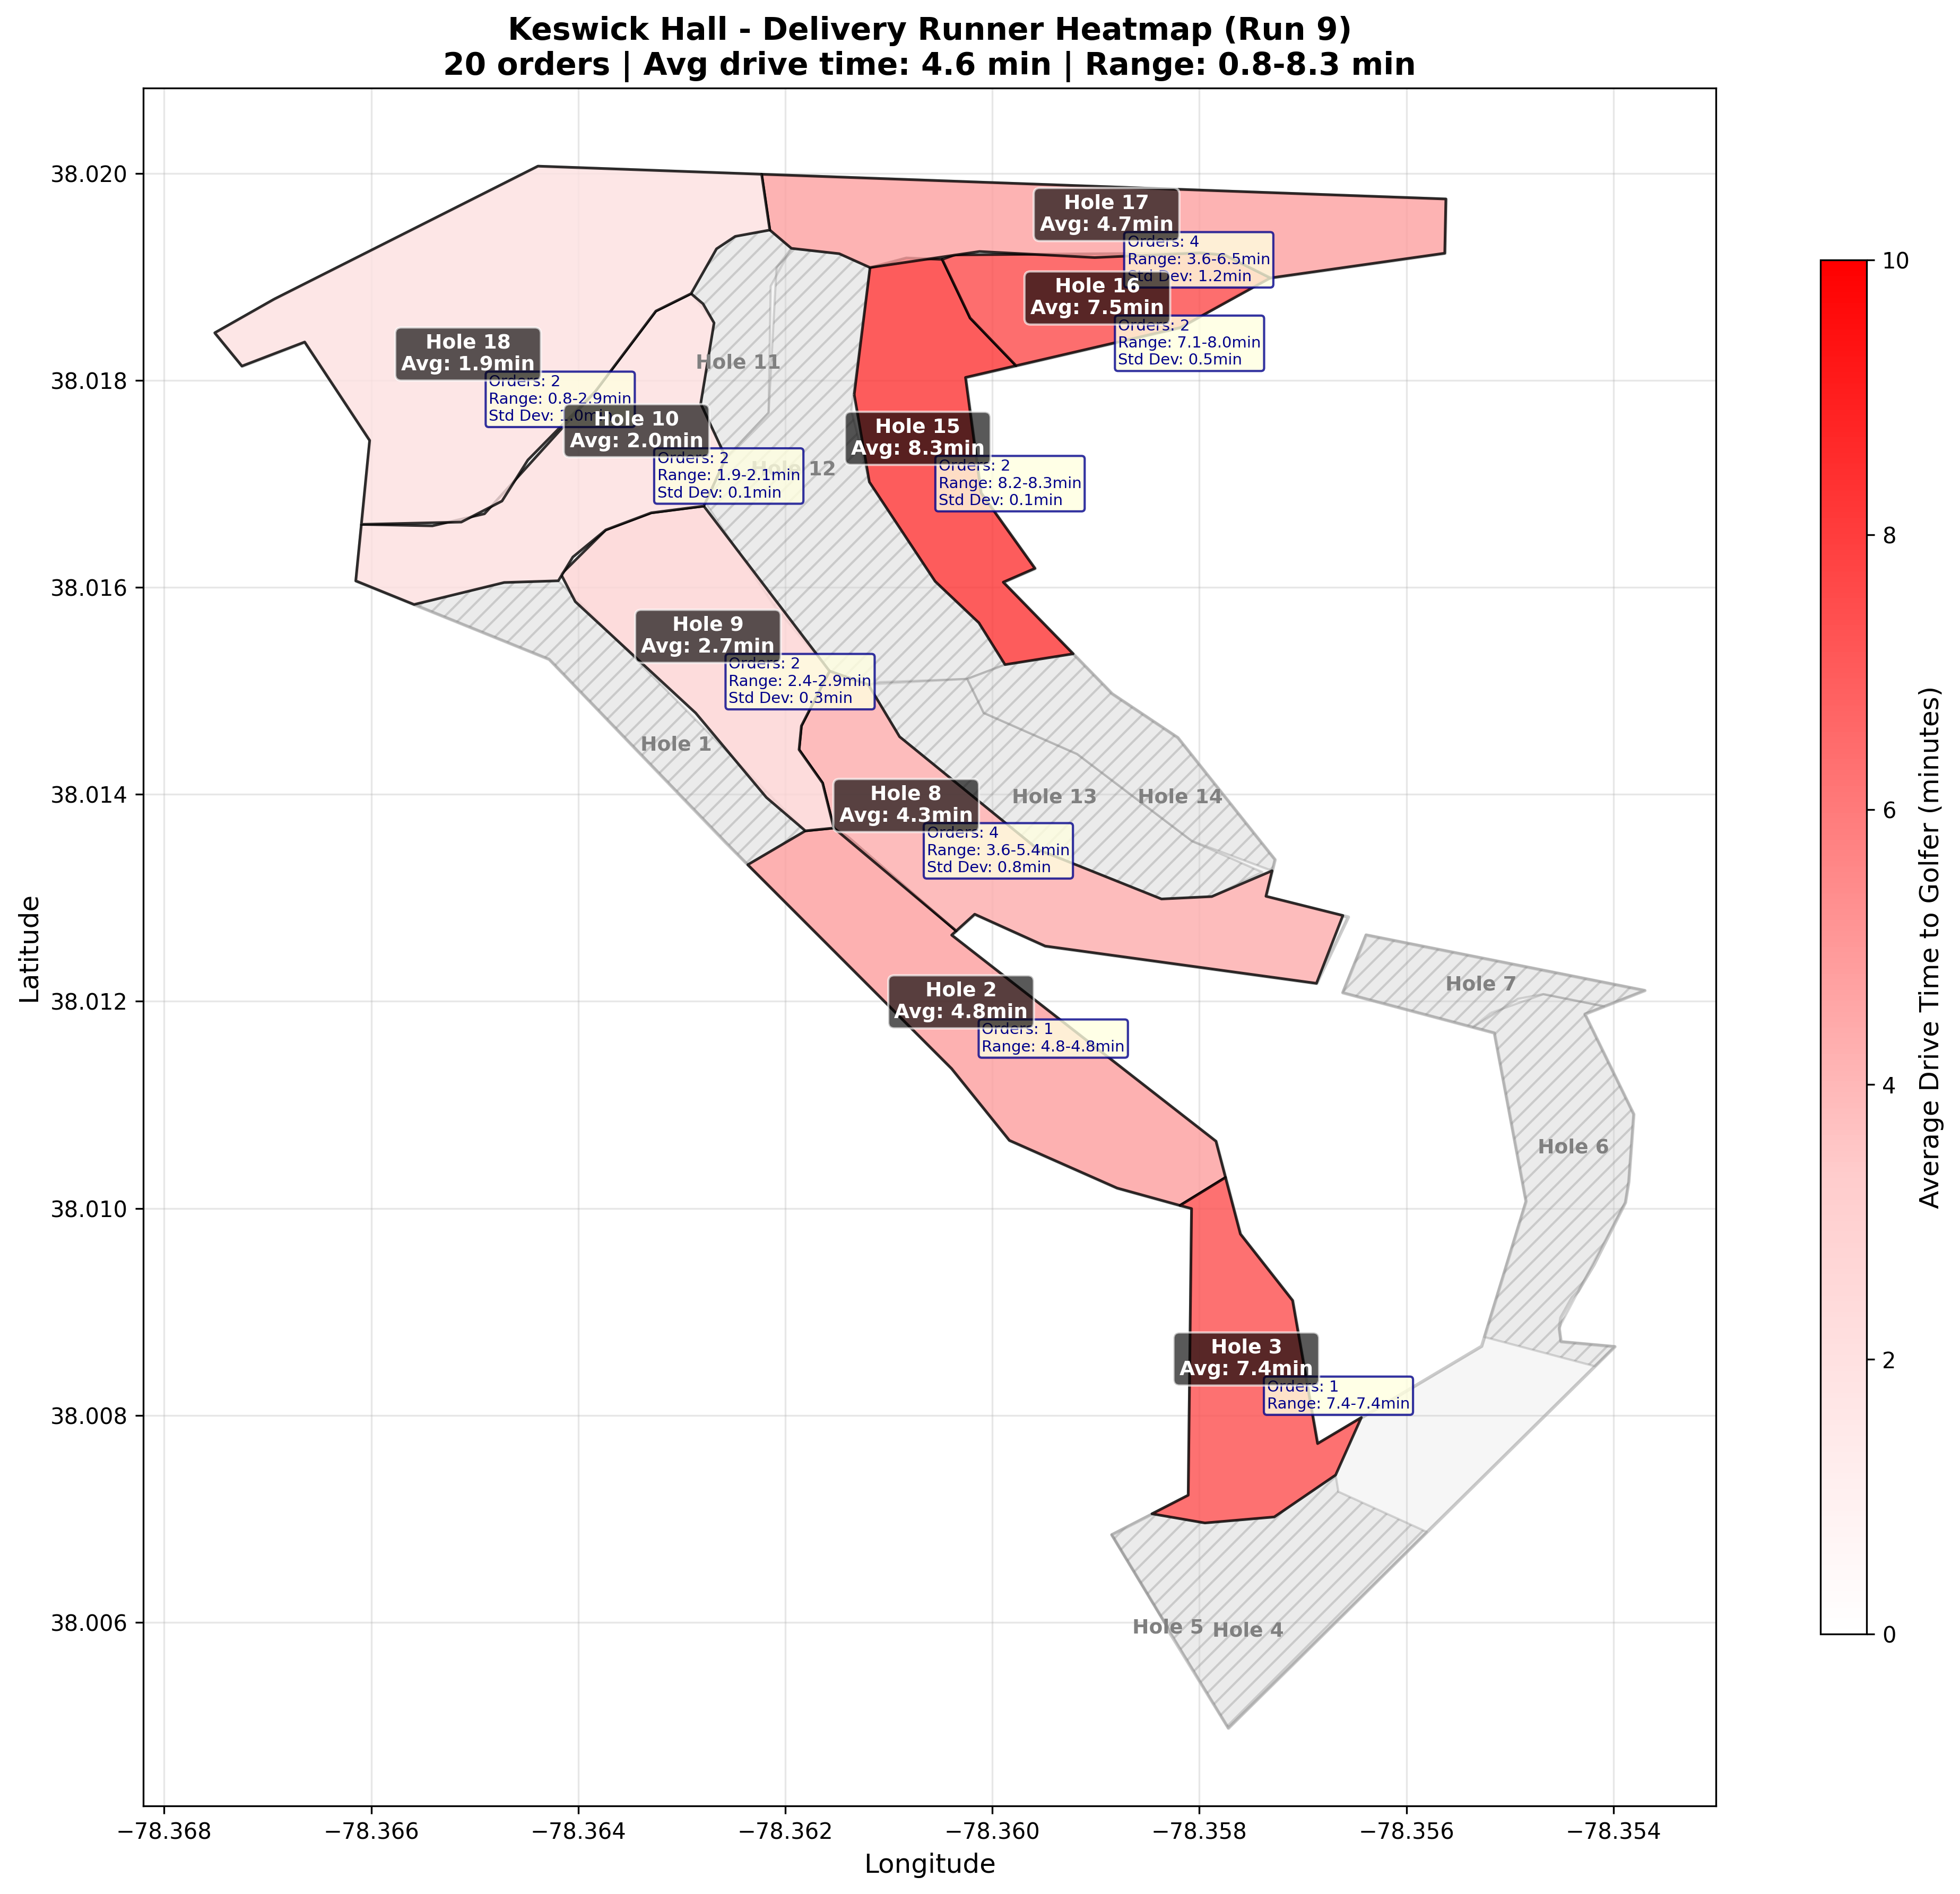 Keswick Hall - Delivery Runner Heatmap (Run 9)
20 orders | Avg drive time: 4.6 min | Range: 0.8-8.3 min
38.020
38.018
38.016
38.014
38.012
38.010
38.008
38.006
Latitude
Hole 17
Avg: 4.7min
Orders: 4
Range: 3.6-6.5min
Std Dev: 1.2min
Hole 16
Avg: 7.5min
Orders: 2
Range: 7.1-8.0min
Std Dev: 0.5min
Hole 18
Avg: 1.9min
Orders: 2
Range: 0.8-2.9min
Std Dev: 1.0min
Hole 11
Hole 10
Avg: 2.0min
Orders: 2
Range: 1.9-2.1min
Std Dev: 0.1min
Hole 12
Hole 15
Avg: 8.3min
Orders: 2
Range: 8.2-8.3min
Std Dev: 0.1min
Hole 9
Avg: 2.7min
Orders: 2
Range: 2.4-2.9min
Std Dev: 0.3min
Hole 1
Hole 8
Avg: 4.3min
Orders: 4
Range: 3.6-5.4min
Std Dev: 0.8min
Hole 13
Hole 14
Hole 2
Avg: 4.8min
Orders: 1
Range: 4.8-4.8min
Hole 7
Hole 6
Hole 3
Avg: 7.4min
Orders: 1
Range: 7.4-7.4min
Hole 5
Hole 4
−78.368
−78.366
−78.364
−78.362
−78.360
−78.358
−78.356
−78.354
Longitude
10
8
6
4
2
0
Average Drive Time to Golfer (minutes)